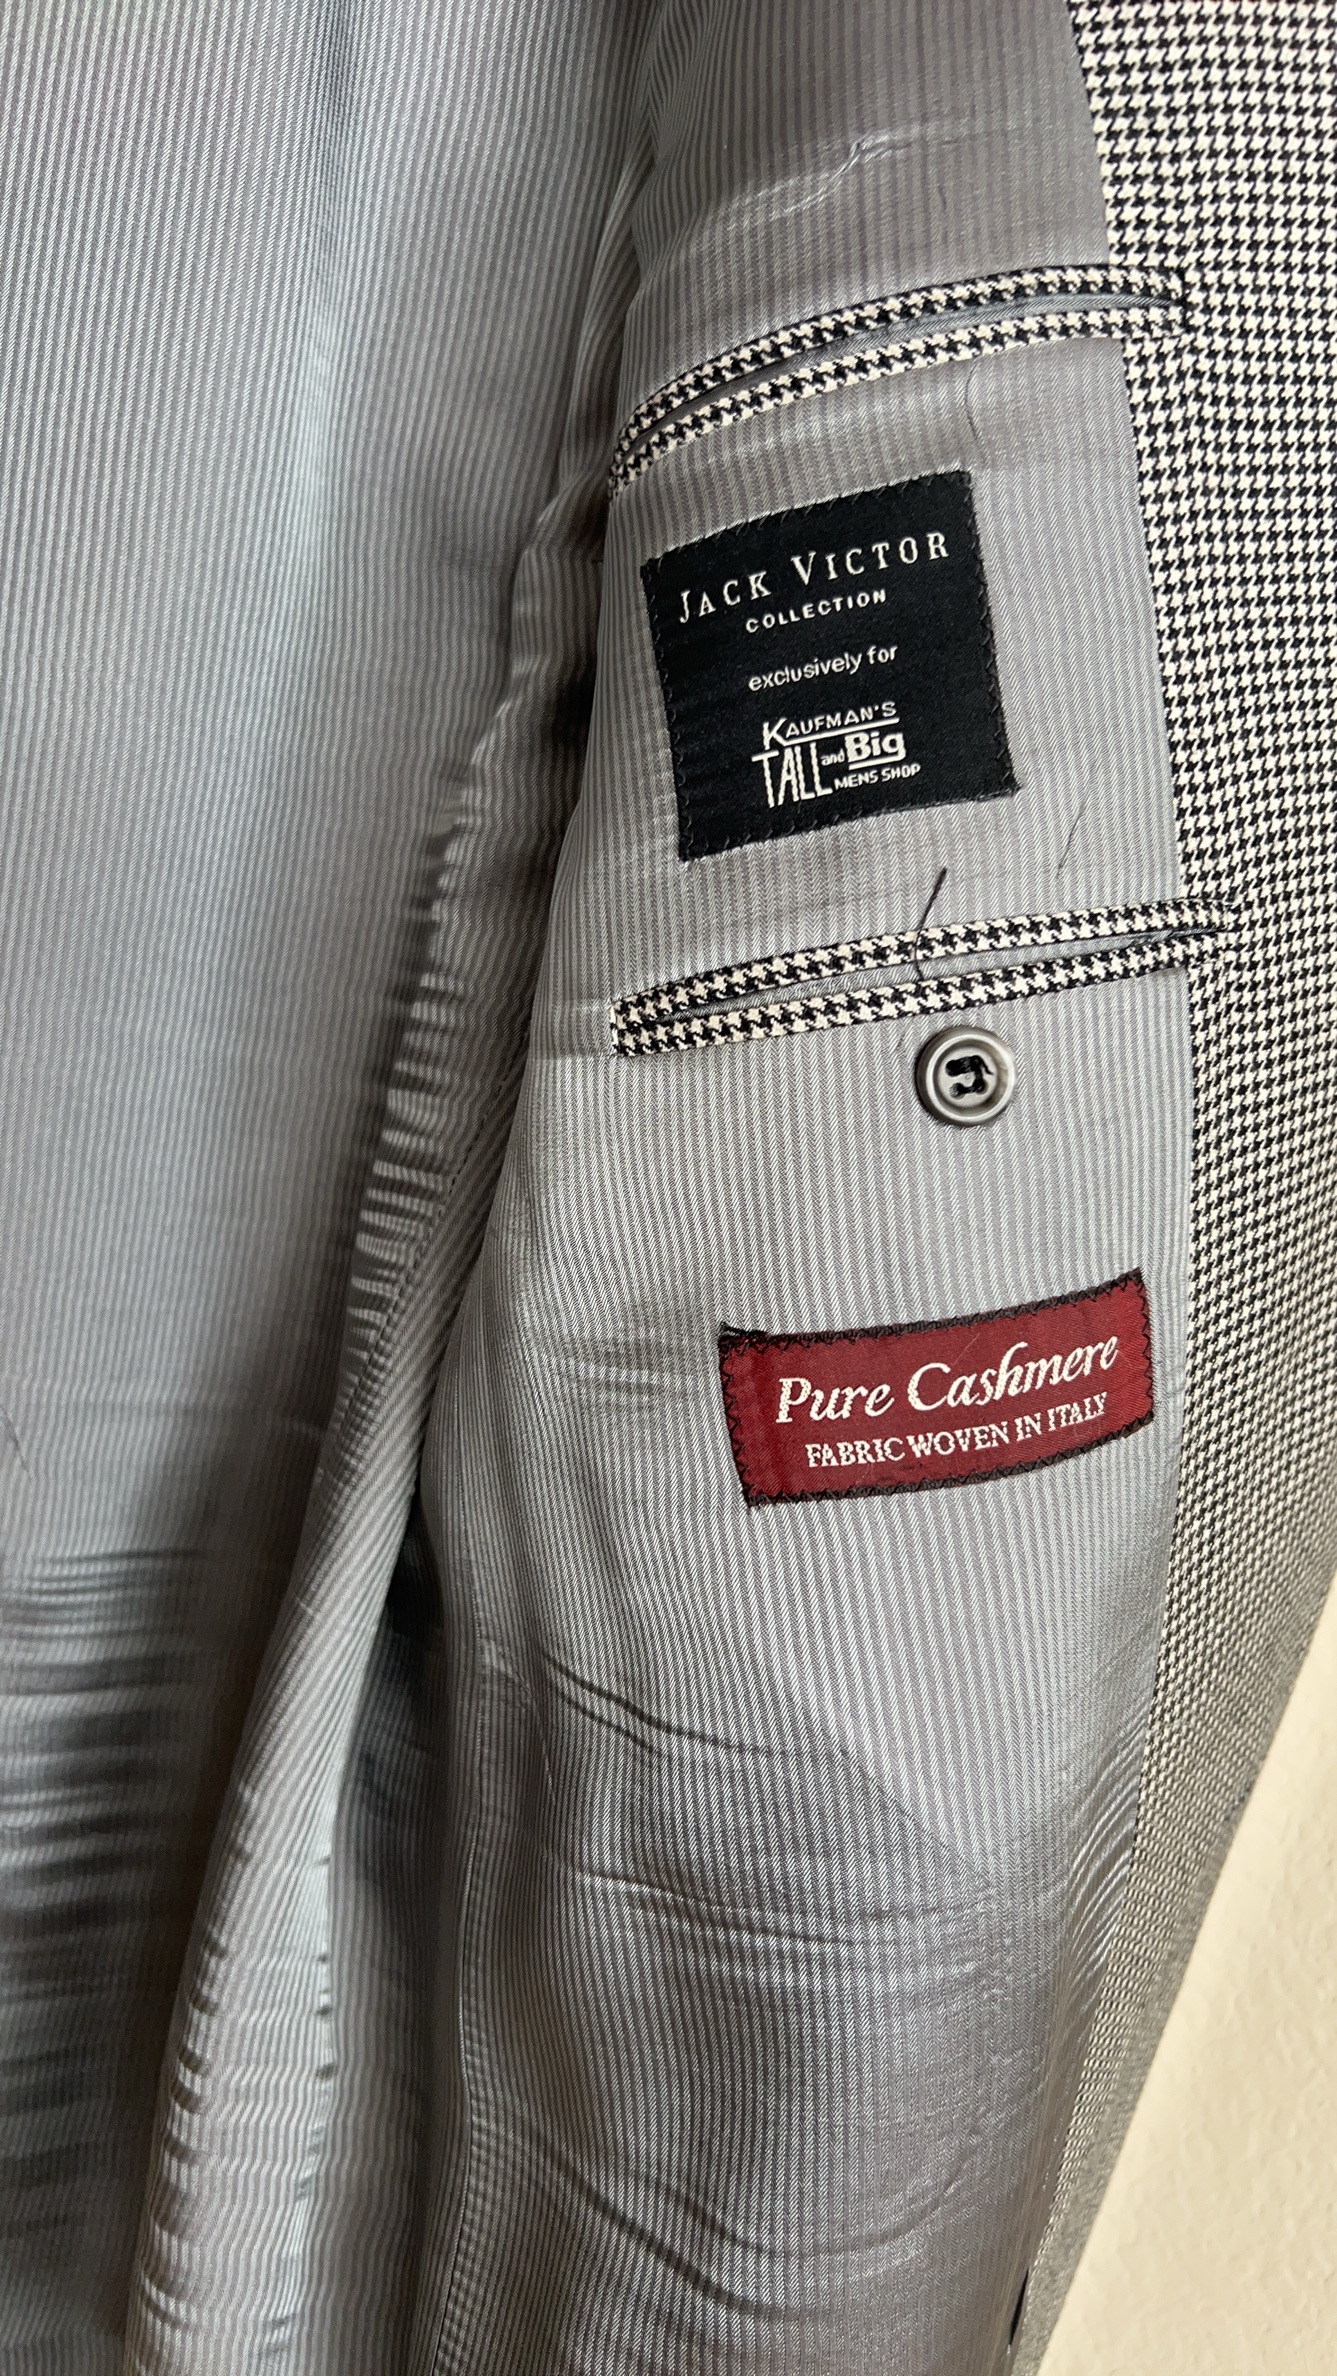 JACK VICTOR
COLLECTION
exclusively for
KAUFMAN'S
TALL and Big
MENS SHOP
Pure Cashmere
FABRIC WOVEN IN ITALY